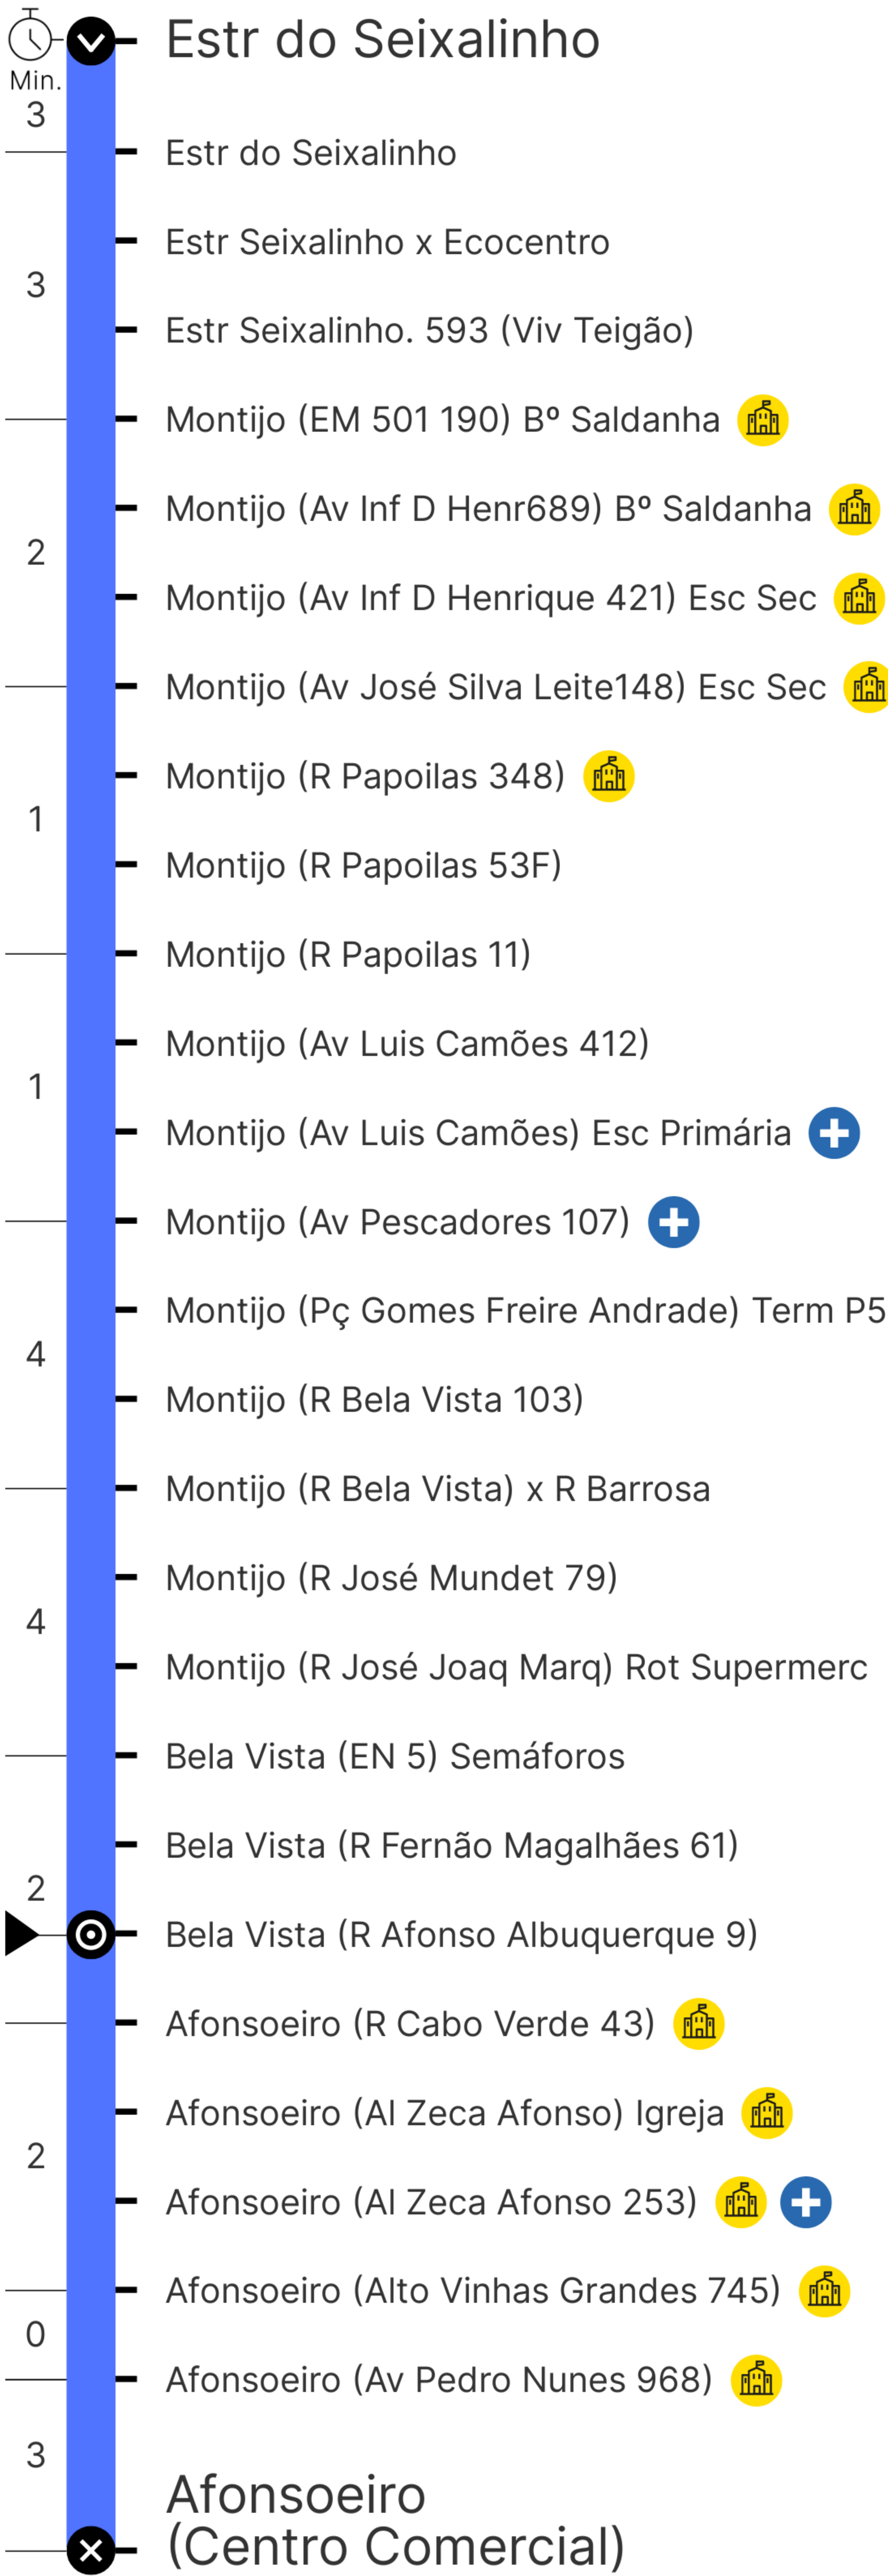 Estr do Seixalinho
Min.
3
Estr do Seixalinho
Estr Seixalinho x Ecocentro
3
Estr Seixalinho. 593 (Viv Teigão)
Montijo (EM 501 190) Bº Saldanha
Montijo (Av Inf D Henr689) Bº Saldanha
2
Montijo (Av Inf D Henrique 421) Esc Sec
Montijo (Av José Silva Leite148) Esc Sec
Montijo (R Papoilas 348)
1
Montijo (R Papoilas 53F)
Montijo (R Papoilas 11)
Montijo (Av Luis Camões 412)
1
Montijo (Av Luis Camões) Esc Primária
Montijo (Av Pescadores 107)
Montijo (Pç Gomes Freire Andrade) Term P5
4
Montijo (R Bela Vista 103)
Montijo (R Bela Vista) x R Barrosa
Montijo (R José Mundet 79)
4
Montijo (R José Joaq Marq) Rot Supermerc
Bela Vista (EN 5) Semáforos
Bela Vista (R Fernão Magalhães 61)
2
Bela Vista (R Afonso Albuquerque 9)
Afonsoeiro (R Cabo Verde 43)
Afonsoeiro (Al Zeca Afonso) Igreja
2
Afonsoeiro (Al Zeca Afonso 253)
Afonsoeiro (Alto Vinhas Grandes 745)
0
Afonsoeiro (Av Pedro Nunes 968)
3
Afonsoeiro
(Centro Comercial)